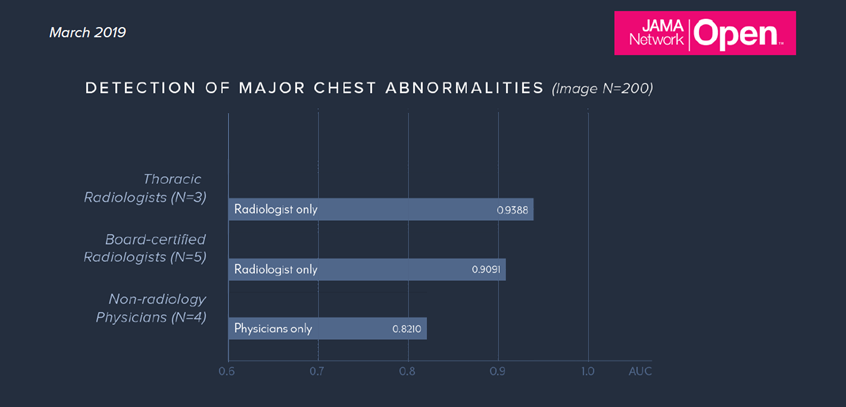 March 2019
JAMA
Network
Open™
DETECTION OF MAJOR CHEST ABNORMALITIES (Image N=200)
Thoracic
Radiologists (N=3)
Radiologist only 0.9388
Board-certified
Radiologists (N=5)
Radiologist only 0.9091
Non-radiology
Physicians (N=4)
Physicians only 0.8210
0.6 0.7 0.8 0.9 1.0 AUC